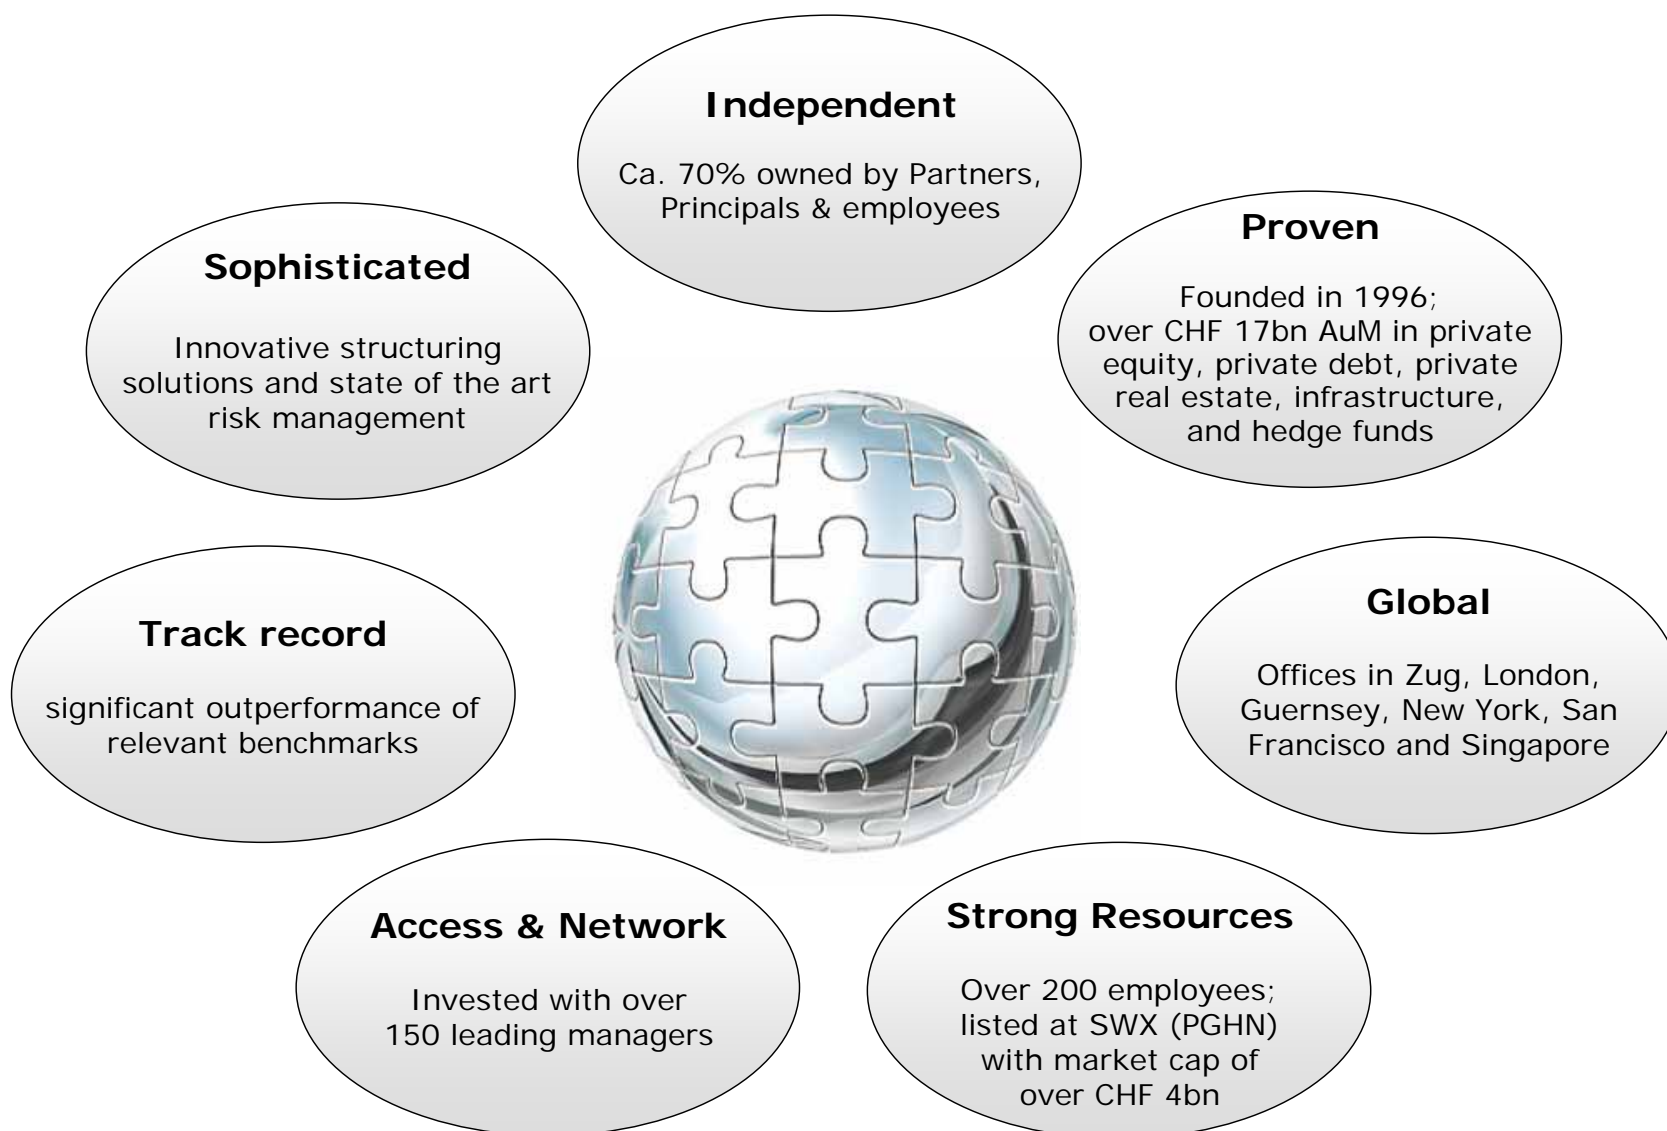 Independent
Ca. 70% owned by Partners,
Principals & employees
Proven
Founded in 1996;
over CHF 17bn AuM in private
equity, private debt, private
real estate, infrastructure,
and hedge funds
Global
Offices in Zug, London,
Guernsey, New York, San
Francisco and Singapore
Strong Resources
Over 200 employees;
listed at SWX (PGHN)
with market cap of
over CHF 4bn
Access & Network
Invested with over
150 leading managers
Track record
significant outperformance of
relevant benchmarks
Sophisticated
Innovative structuring
solutions and state of the art
risk management